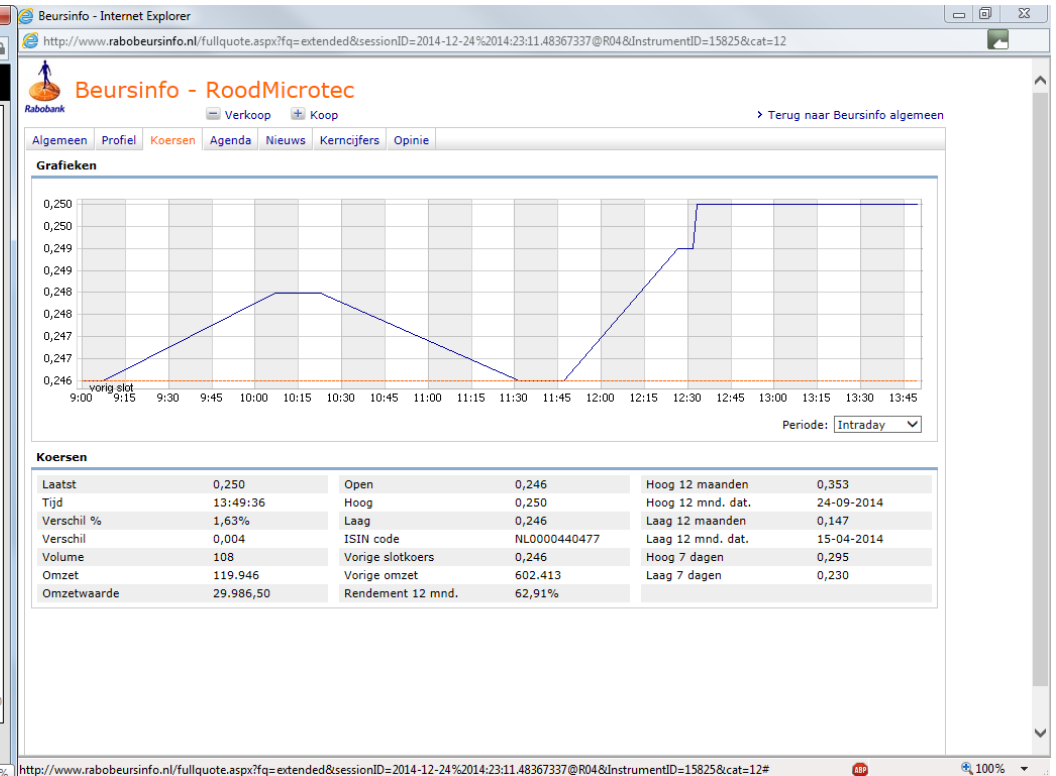 Beursinfo - Internet Explorer
http://www.rabobeursinfo.nl/fullquote.aspx?fq=extended&sessionID=2014-12-24%2014:23:11.48367337@R04&InstrumentID=15825&cat=12
Rabobank
Beursinfo - RoodMicrotec
Verkoop Koop
Terug naar Beursinfo algemeen
Algemeen Profiel Koersen Agenda Nieuws Kerncijfers Opinie
Grafieken
0,250
0,250
0,249
0,249
0,248
0,248
0,247
0,247
0,246
vorig slot
9:00 9:15 9:30 9:45 10:00 10:15 10:30 10:45 11:00 11:15 11:30 11:45 12:00 12:15 12:30 12:45 13:00 13:15 13:30 13:45
Periode: Intraday
Koersen
Laatst 0,250 Open 0,246 Hoog 12 maanden 0,353
Tijd 13:49:36 Hoog 0,250 Hoog 12 mnd. dat. 24-09-2014
Verschil % 1,63% Laag 0,246 Laag 12 maanden 0,147
Verschil 0,004 ISIN code NL0000440477 Laag 12 mnd. dat. 15-04-2014
Volume 108 Vorige slotkoers 0,246 Hoog 7 dagen 0,295
Omzet 119.946 Vorige omzet 602.413 Laag 7 dagen 0,230
Omzetwaarde 29.986,50 Rendement 12 mnd. 62,91%
http://www.rabobeursinfo.nl/fullquote.aspx?fq=extended&sessionID=2014-12-24%2014:23:11.48367337@R04&InstrumentID=15825&cat=12#
ABP
100%